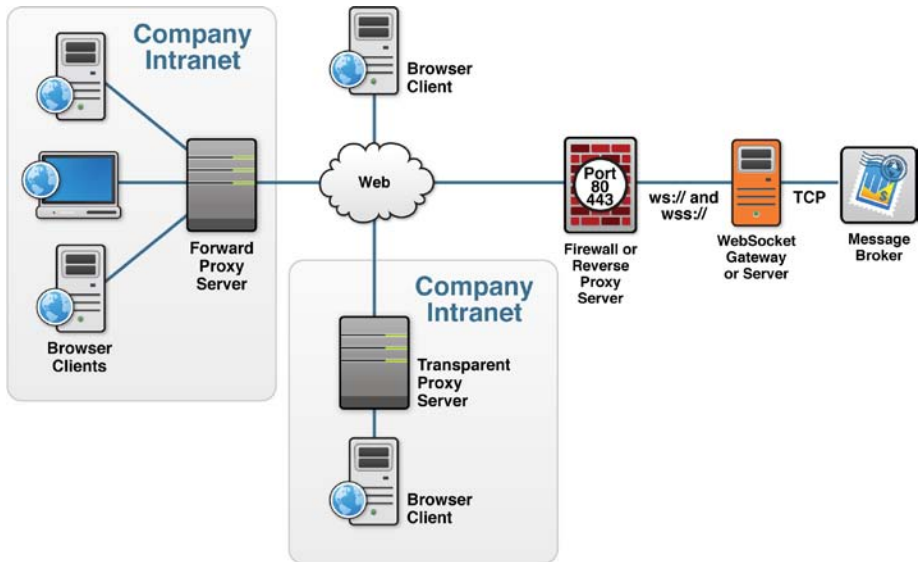 Company
Intranet
Browser
Client
Web
Port
80
443
ws:// and
wss://
TCP
Forward
Proxy
Server
Firewall or
Reverse
Proxy
Server
WebSocket
Gateway
or Server
Message
Broker
Browser
Clients
Company
Intranet
Transparent
Proxy
Server
Browser
Client